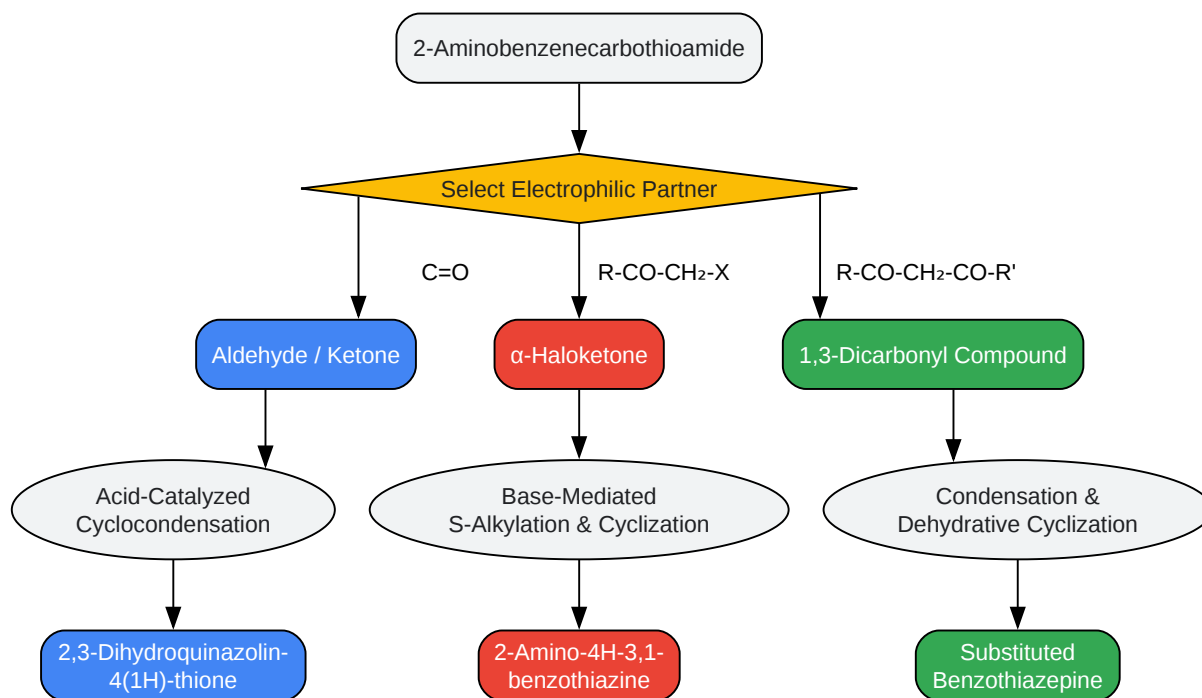 2-Aminobenzenecarbothioamide
Select Electrophilic Partner
C=O
R-CO-CH₂-X
R-CO-CH₂-CO-R'
Aldehyde / Ketone
α-Haloketone
1,3-Dicarbonyl Compound
Acid-Catalyzed
Cyclocondensation
Base-Mediated
S-Alkylation & Cyclization
Condensation &
Dehydrative Cyclization
2,3-Dihydroquinazolin-
4(1H)-thione
2-Amino-4H-3,1-
benzothiazine
Substituted
Benzothiazepine